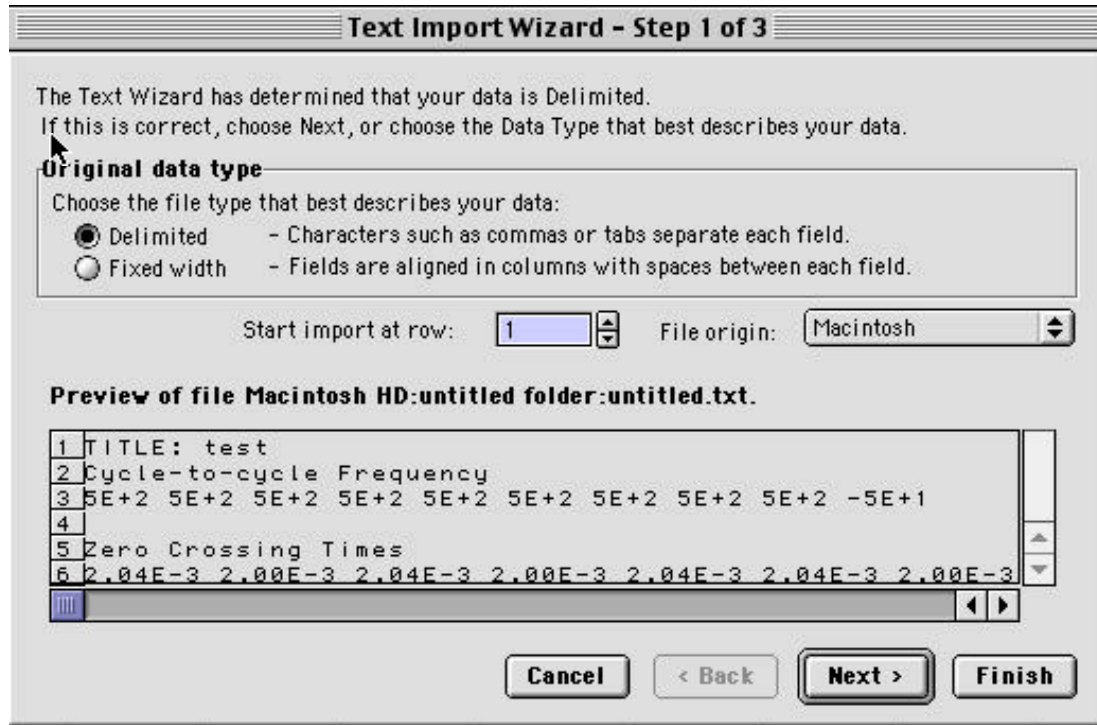 Text Import Wizard - Step 1 of 3
The Text Wizard has determined that your data is Delimited.
If this is correct, choose Next, or choose the Data Type that best describes your data.
Original data type
Choose the file type that best describes your data:
Delimited - Characters such as commas or tabs separate each field.
Fixed width - Fields are aligned in columns with spaces between each field.
Start import at row: 1 File origin: Macintosh
Preview of file Macintosh HD:untitled folder:untitled.txt.
1 TITLE: test
2 Cycle-to-cycle Frequency
3 5E+2 5E+2 5E+2 5E+2 5E+2 5E+2 5E+2 5E+2 5E+2 -5E+1
4
5 Zero Crossing Times
6 2.04E-3 2.00E-3 2.04E-3 2.00E-3 2.04E-3 2.04E-3 2.00E-3
Cancel < Back Next > Finish